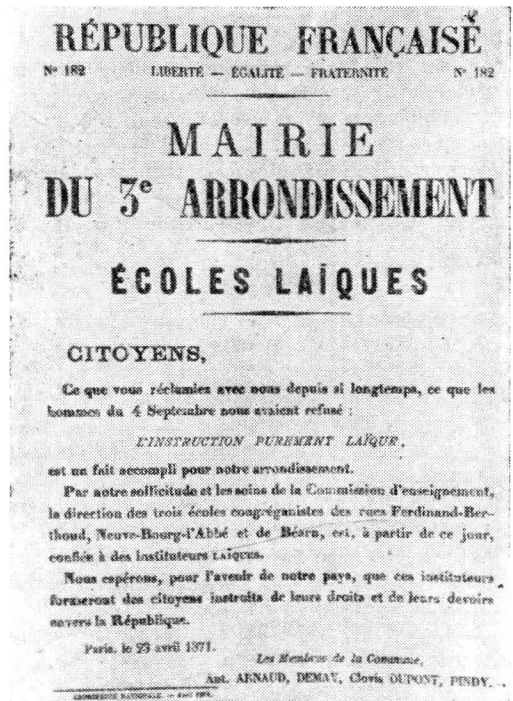 RÉPUBLIQUE FRANÇAISE
Nº 182 LIBERTÉ — ÉGALITÉ — FRATERNITÉ Nº 182
MAIRIE
DU 3e ARRONDISSEMENT
ÉCOLES LAÏQUES
CITOYENS,
Ce que vous réclamiez avec nous depuis si longtemps, ce que les
hommes du 4 Septembre nous avaient refusé :
L'INSTRUCTION PUREMENT LAÏQUE,
est un fait accompli pour notre arrondissement.
Par notre sollicitude et les soins de la Commission d'enseignement,
la direction des trois écoles congréganistes des rues Ferdinand-Ber-
thoud, Neuve-Bourg-l'Abbé et de Béarn, est, à partir de ce jour,
confiée à des instituteurs LAÏQUES.
Nous espérons, pour l'avenir de notre pays, que ces instituteurs
formeront des citoyens instruits de leurs droits et de leurs devoirs
envers la République.
Paris, le 23 avril 1871.
Les Membres de la Commune,
Ant. ARNAUD, DEMAY, Clovis DUPONT, PINDY.
IMPRIMERIE NATIONALE. —